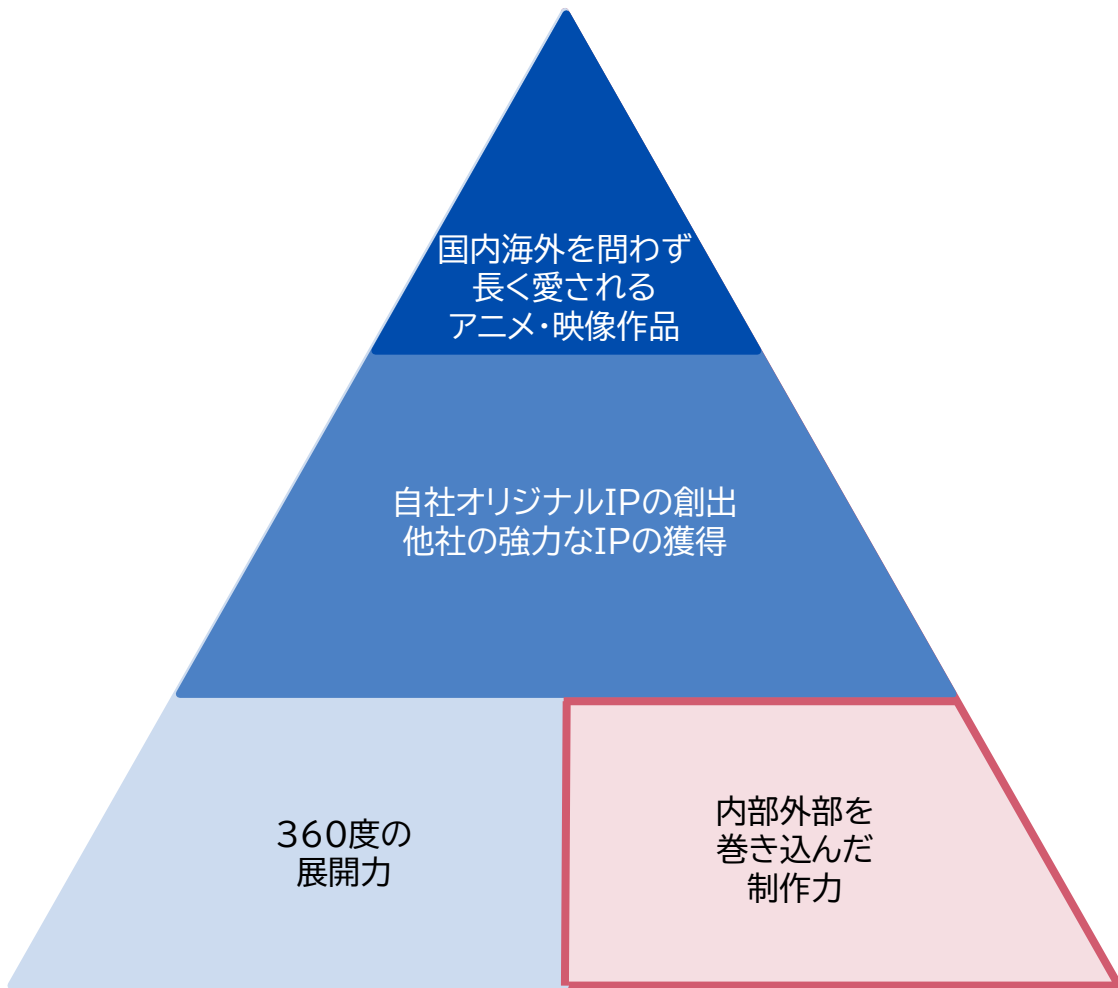 国内海外を問わず
長く愛される
アニメ・映像作品
自社オリジナルIPの創出
他社の強力なIPの獲得
360度の
展開力
内部外部を
巻き込んだ
制作力